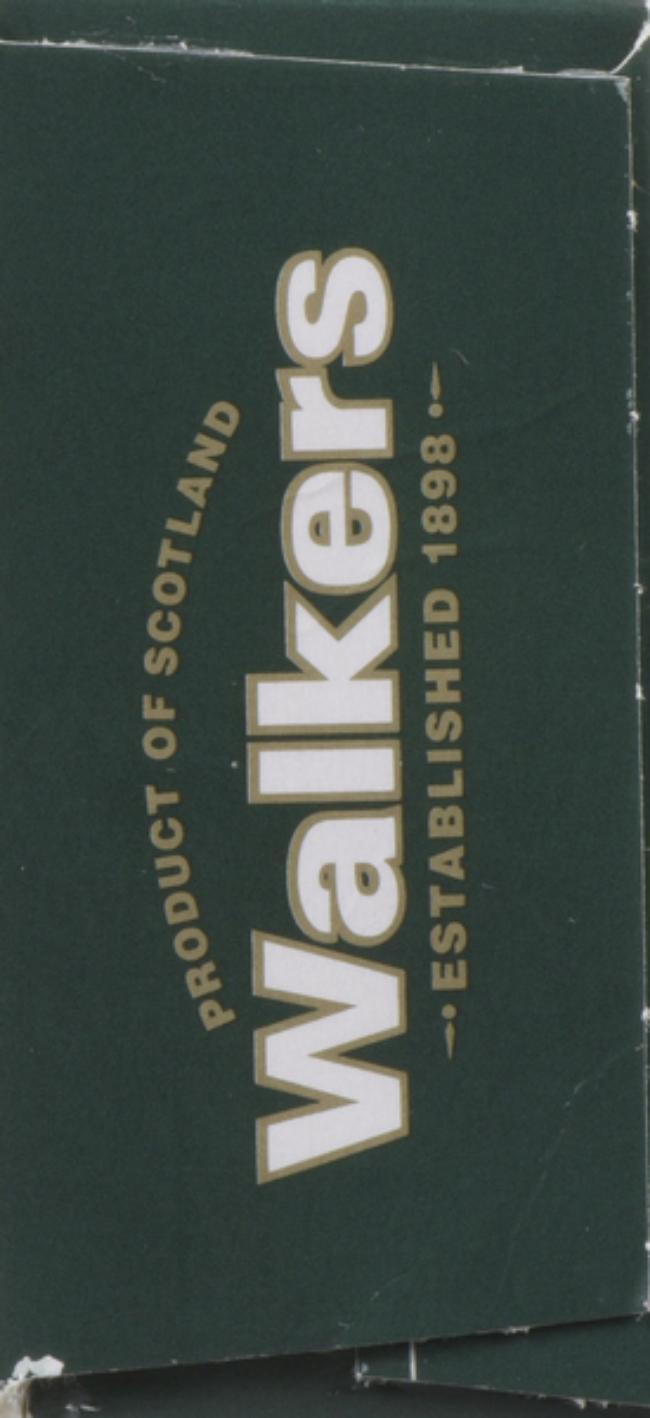 PRODUCT OF SCOTLAND
Walkers
ESTABLISHED 1898